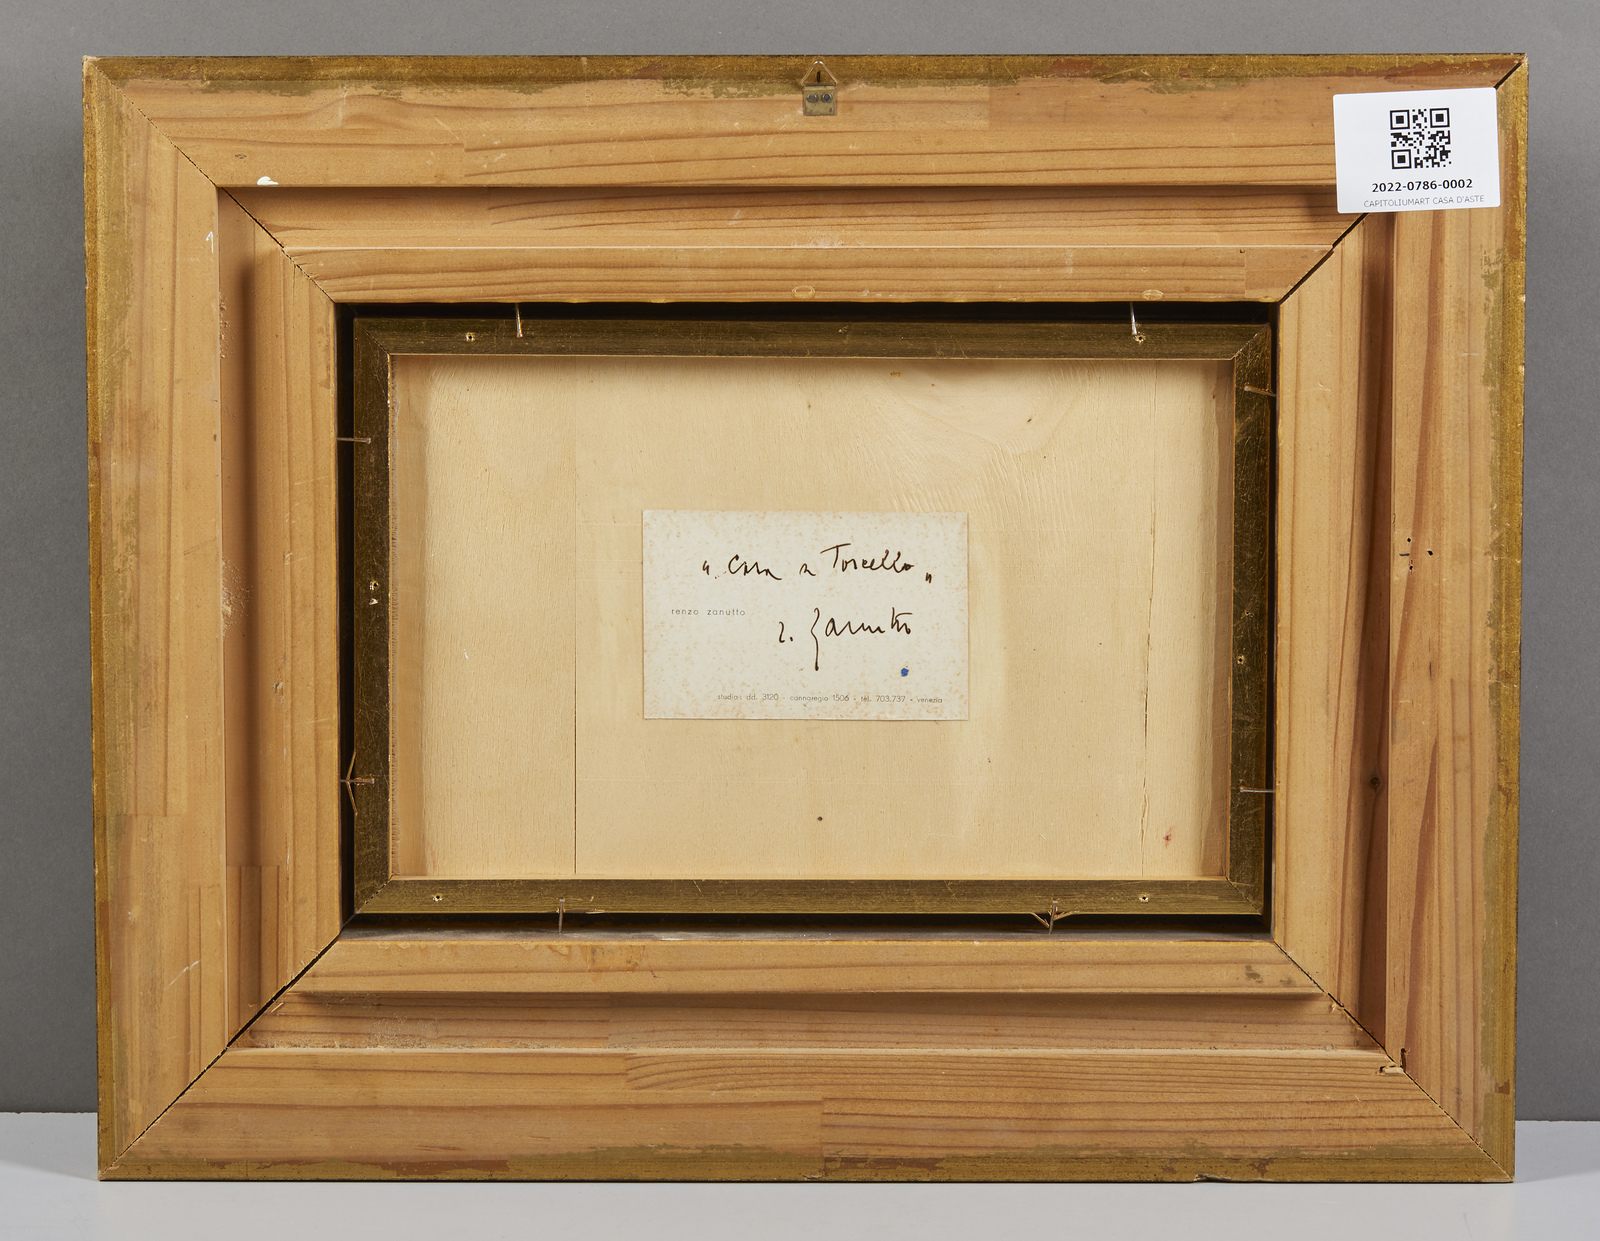 2022-0786-0002
CAPITOLIUMART CASA D'ASTE
" Casa a Torcello "
renzo zanutto
r. Zanutto
studio: dd. 3120 - cannaregio 1506 - tel. 703.737 - venezia